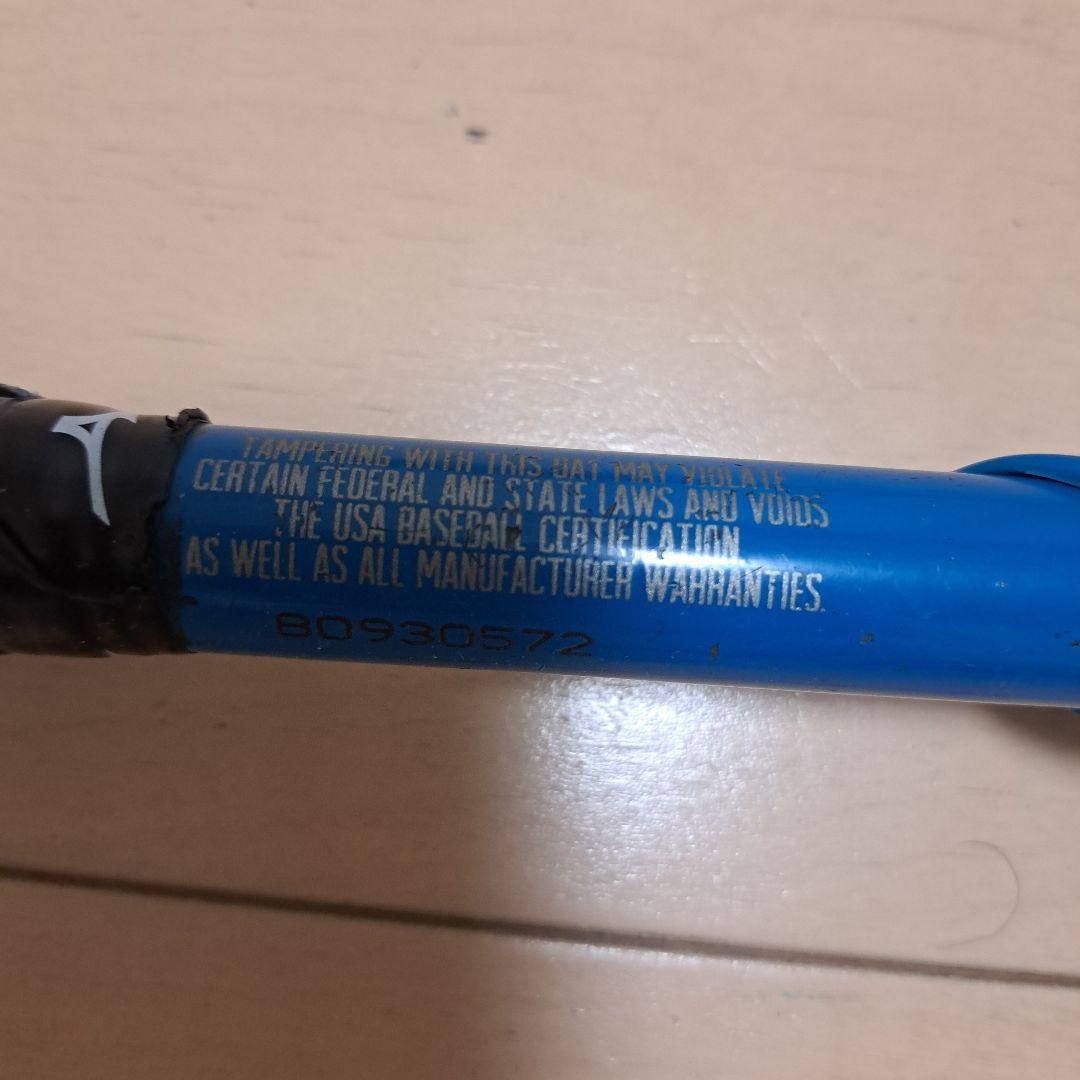 TAMPERING WITH THIS BAT MAY VIOLATE
CERTAIN FEDERAL AND STATE LAWS AND VOIDS
THE USA BASEBALL CERTIFICATION
AS WELL AS ALL MANUFACTURER WARRANTIES.
80930572